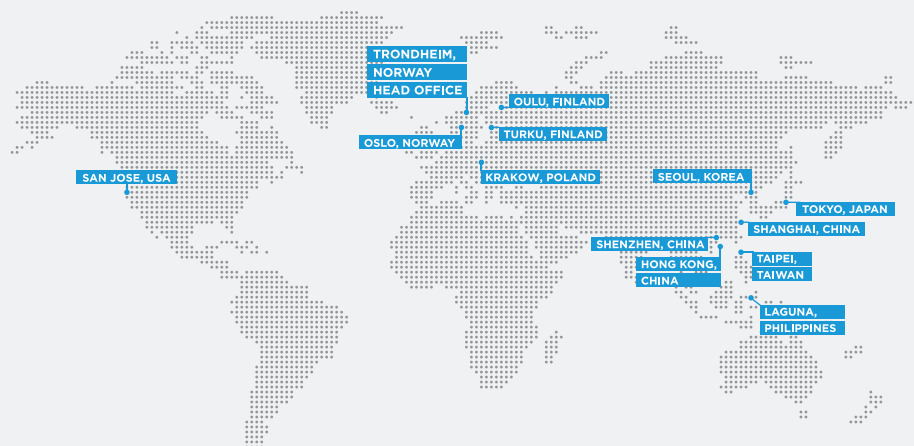 TRONDHEIM,
NORWAY
HEAD OFFICE
OULU, FINLAND
OSLO, NORWAY
TURKU, FINLAND
SAN JOSE, USA
KRAKOW, POLAND
SEOUL, KOREA
TOKYO, JAPAN
SHANGHAI, CHINA
SHENZHEN, CHINA
HONG KONG,
CHINA
TAIPEI,
TAIWAN
LAGUNA,
PHILIPPINES